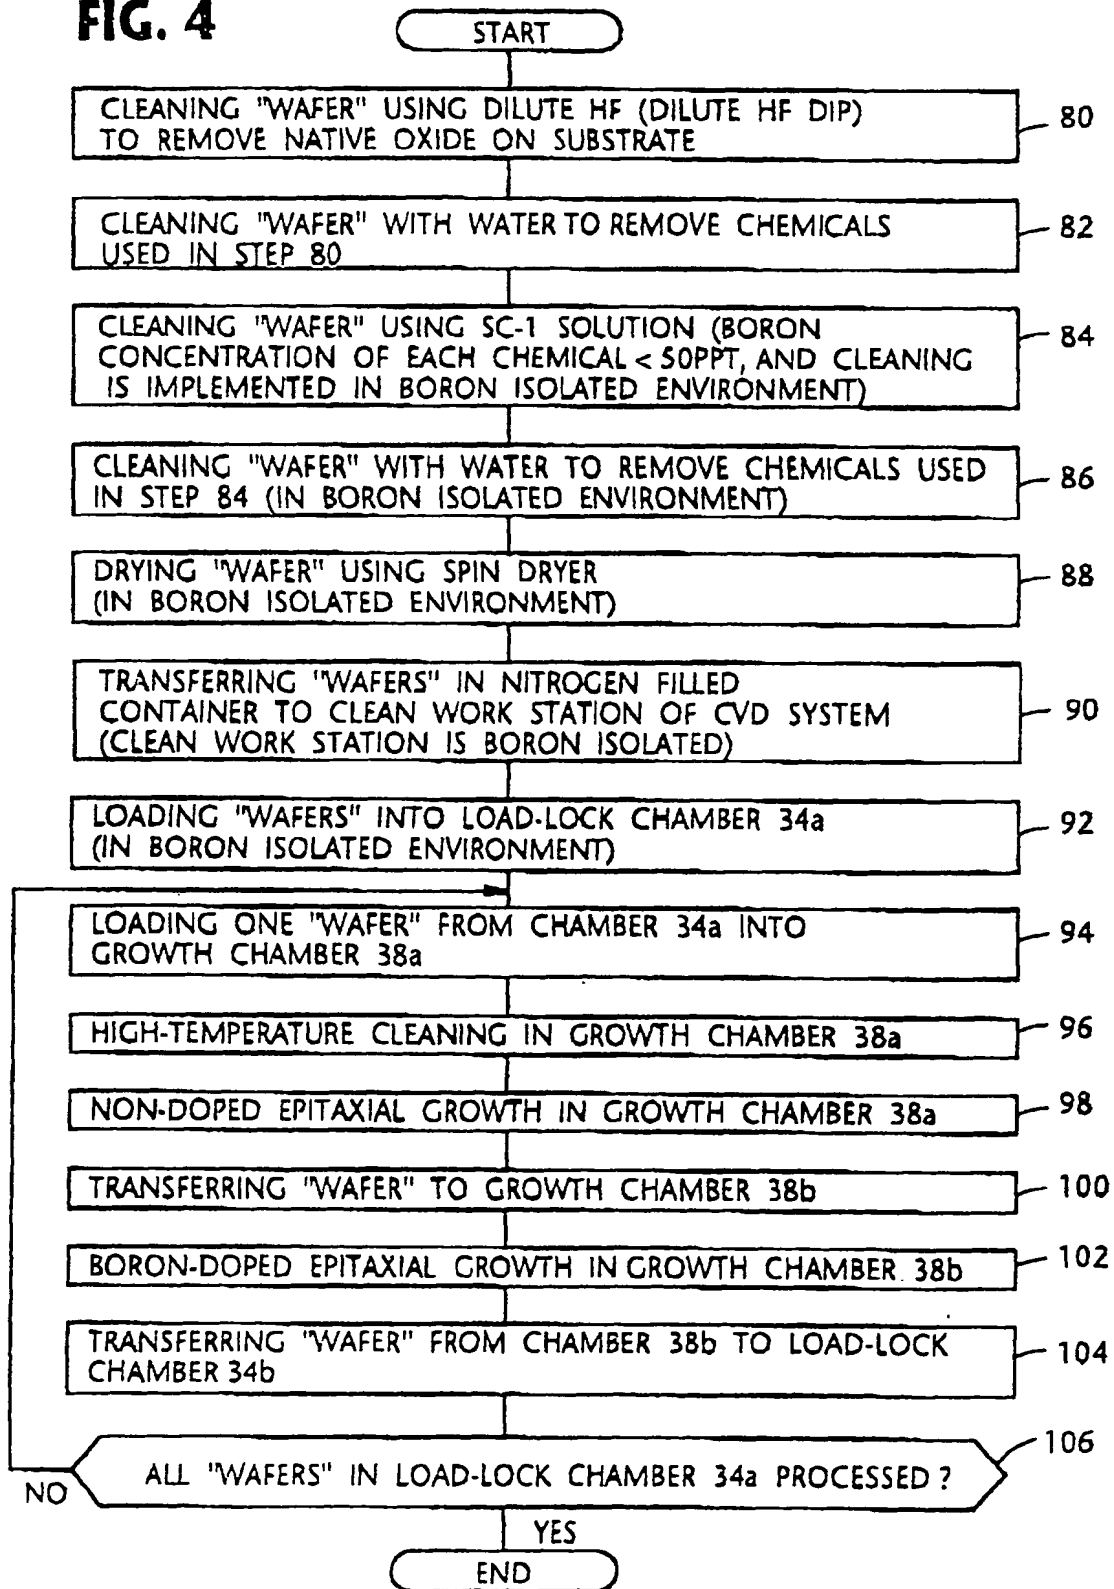 FIG. 4
START
CLEANING "WAFER" USING DILUTE HF (DILUTE HF DIP)
TO REMOVE NATIVE OXIDE ON SUBSTRATE
80
CLEANING "WAFER" WITH WATER TO REMOVE CHEMICALS
USED IN STEP 80
82
CLEANING "WAFER" USING SC-1 SOLUTION (BORON
CONCENTRATION OF EACH CHEMICAL < 50PPT, AND CLEANING
IS IMPLEMENTED IN BORON ISOLATED ENVIRONMENT)
84
CLEANING "WAFER" WITH WATER TO REMOVE CHEMICALS USED
IN STEP 84 (IN BORON ISOLATED ENVIRONMENT)
86
DRYING "WAFER" USING SPIN DRYER
(IN BORON ISOLATED ENVIRONMENT)
88
TRANSFERRING "WAFERS" IN NITROGEN FILLED
CONTAINER TO CLEAN WORK STATION OF CVD SYSTEM
(CLEAN WORK STATION IS BORON ISOLATED)
90
LOADING "WAFERS" INTO LOAD-LOCK CHAMBER 34a
(IN BORON ISOLATED ENVIRONMENT)
92
LOADING ONE "WAFER" FROM CHAMBER 34a INTO
GROWTH CHAMBER 38a
94
HIGH-TEMPERATURE CLEANING IN GROWTH CHAMBER 38a
96
NON-DOPED EPITAXIAL GROWTH IN GROWTH CHAMBER 38a
98
TRANSFERRING "WAFER" TO GROWTH CHAMBER 38b
100
BORON-DOPED EPITAXIAL GROWTH IN GROWTH CHAMBER 38b
102
TRANSFERRING "WAFER" FROM CHAMBER 38b TO LOAD-LOCK
CHAMBER 34b
104
ALL "WAFERS" IN LOAD-LOCK CHAMBER 34a PROCESSED ?
106
NO
YES
END